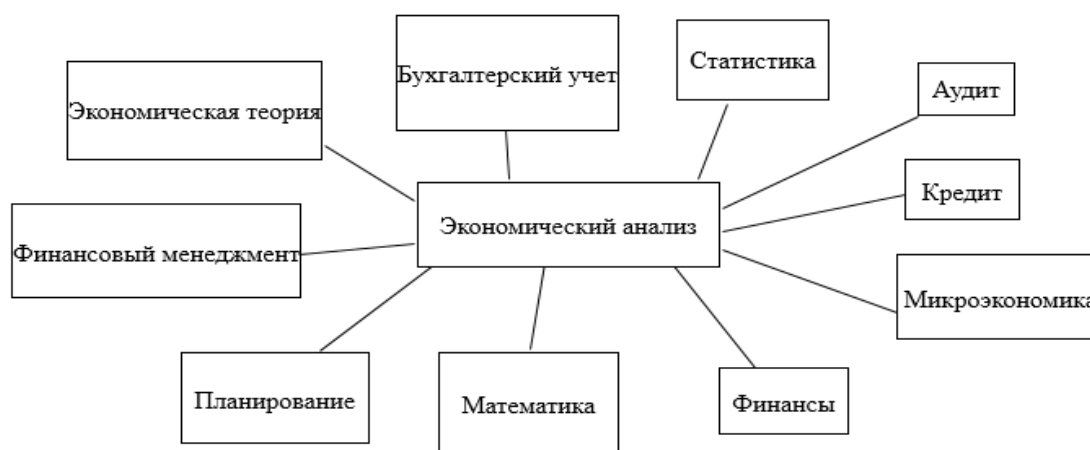 Бухгалтерский учет
Статистика
Экономическая теория
Аудит
Кредит
Экономический анализ
Финансовый менеджмент
Микроэкономика
Планирование
Математика
Финансы